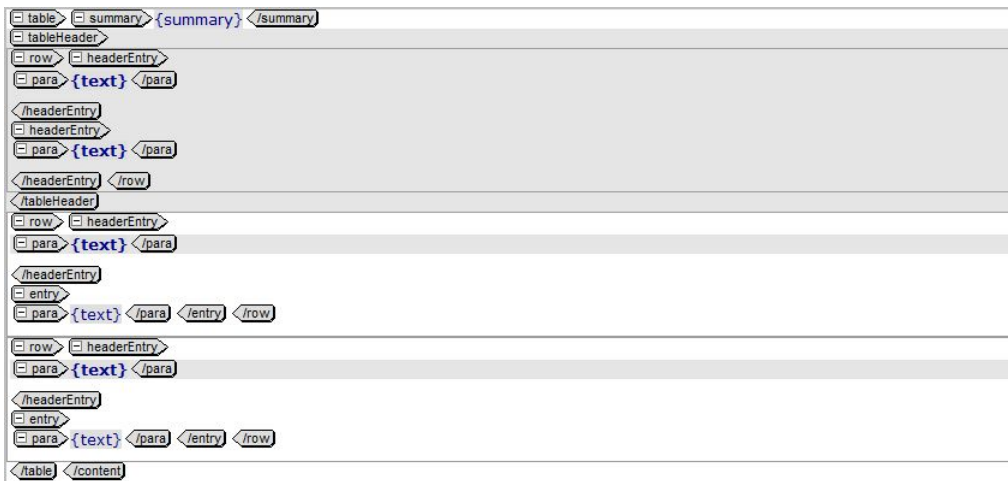 table summary {summary} /summary
tableHeader
row headerEntry
para {text} /para
/headerEntry
headerEntry
para {text} /para
/headerEntry /row
/tableHeader
row headerEntry
para {text} /para
/headerEntry
entry
para {text} /para /entry /row
row headerEntry
para {text} /para
/headerEntry
entry
para {text} /para /entry /row
/table /content